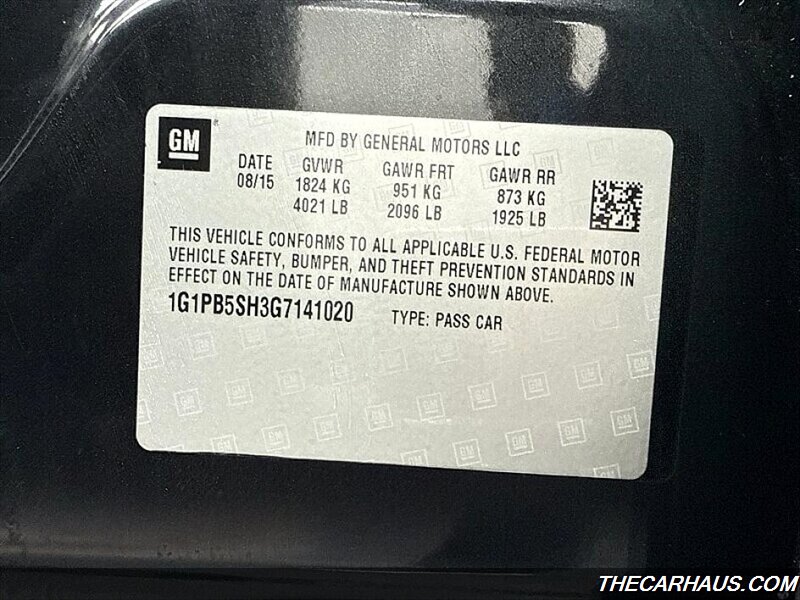 GM
MFD BY GENERAL MOTORS LLC
DATE GVWR GAWR FRT GAWR RR
08/15 1824 KG 951 KG 873 KG
4021 LB 2096 LB 1925 LB
THIS VEHICLE CONFORMS TO ALL APPLICABLE U.S. FEDERAL MOTOR
VEHICLE SAFETY, BUMPER, AND THEFT PREVENTION STANDARDS IN
EFFECT ON THE DATE OF MANUFACTURE SHOWN ABOVE.
1G1PB5SH3G7141020 TYPE: PASS CAR
THECARHAUS.COM